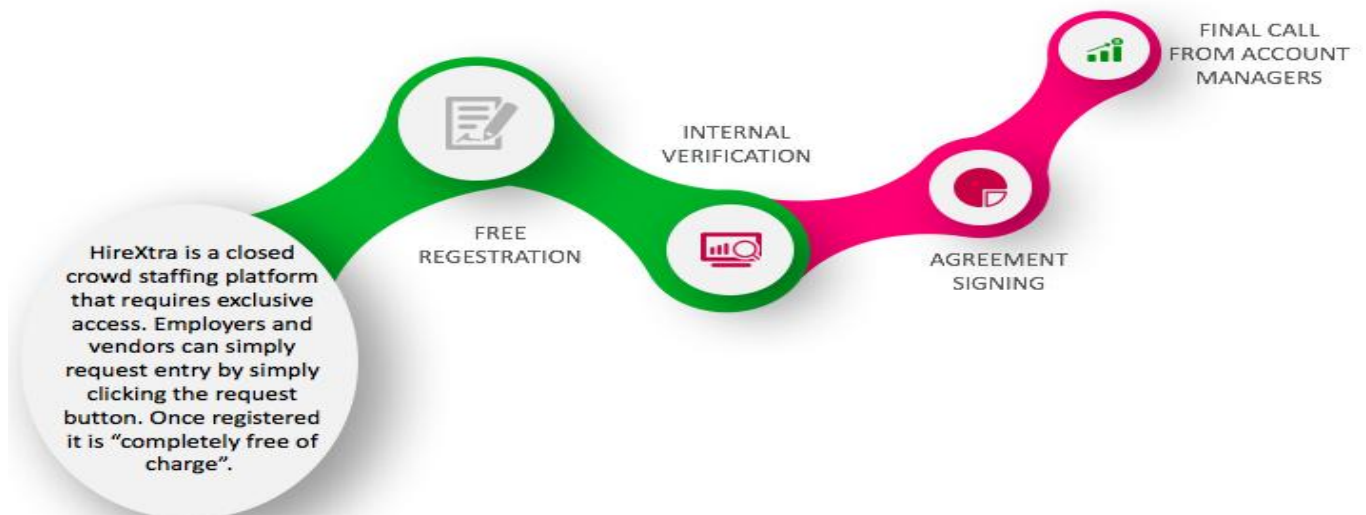 HireXtra is a closed
crowd staffing platform
that requires exclusive
access. Employers and
vendors can simply
request entry by simply
clicking the request
button. Once registered
it is “completely free of
charge”.
FREE
REGESTRATION
INTERNAL
VERIFICATION
AGREEMENT
SIGNING
FINAL CALL
FROM ACCOUNT
MANAGERS